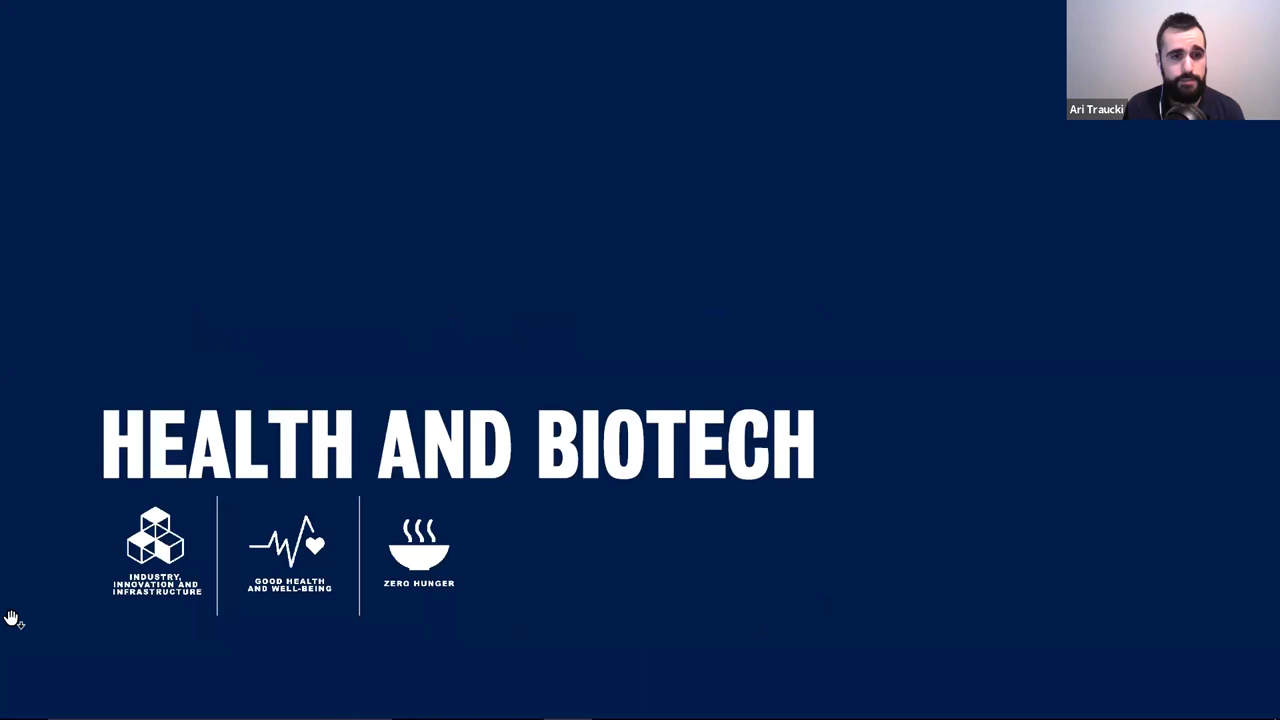 Ari Traucki
HEALTH AND BIOTECH
INDUSTRY,
INNOVATION AND
INFRASTRUCTURE
GOOD HEALTH
AND WELL-BEING
ZERO HUNGER